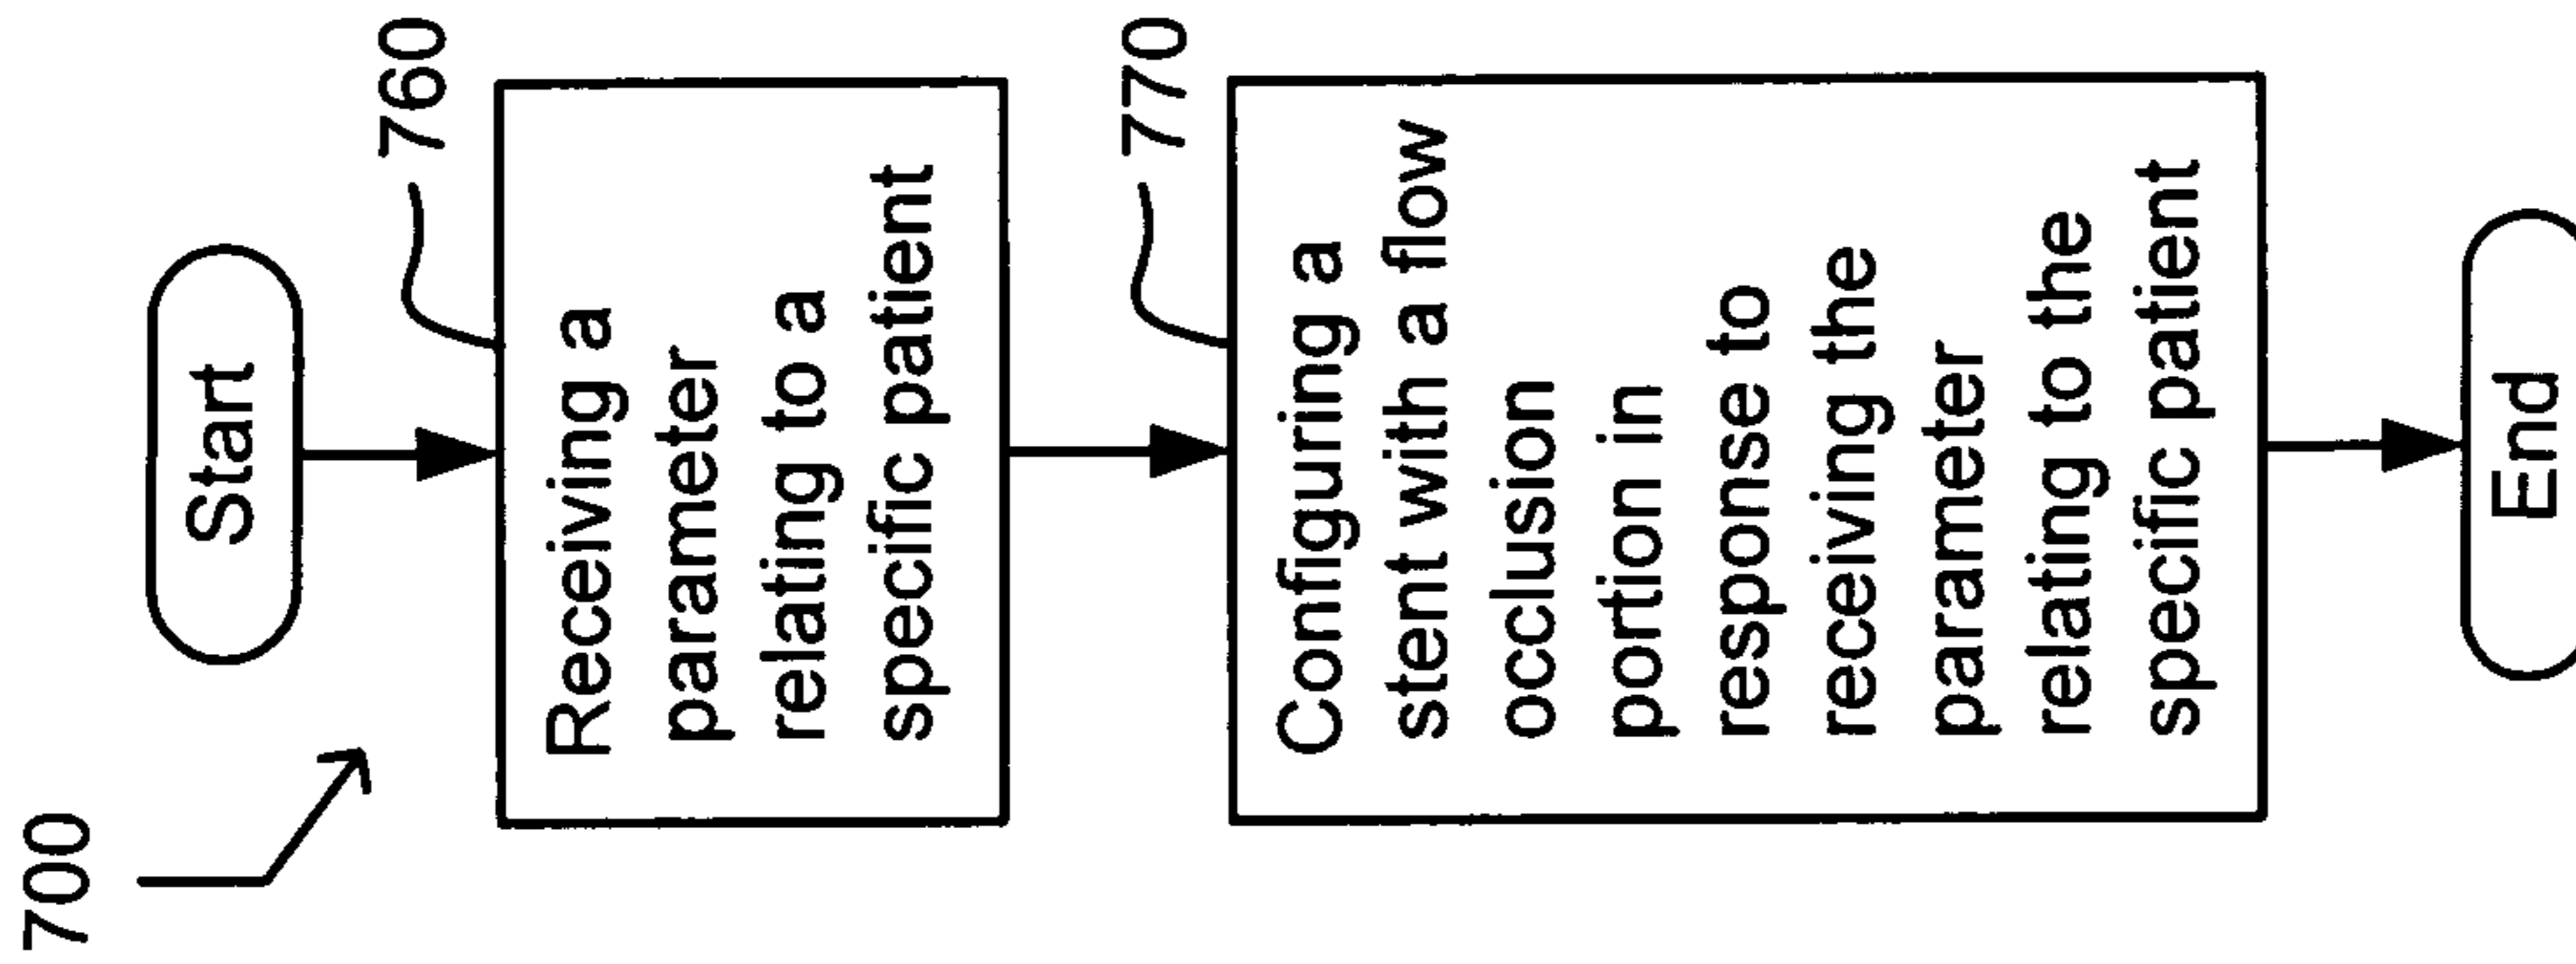 700
Start
760
Receiving a
parameter
relating to a
specific patient
770
Configuring a
stent with a flow
occlusion
portion in
response to
receiving the
parameter
relating to the
specific patient
End